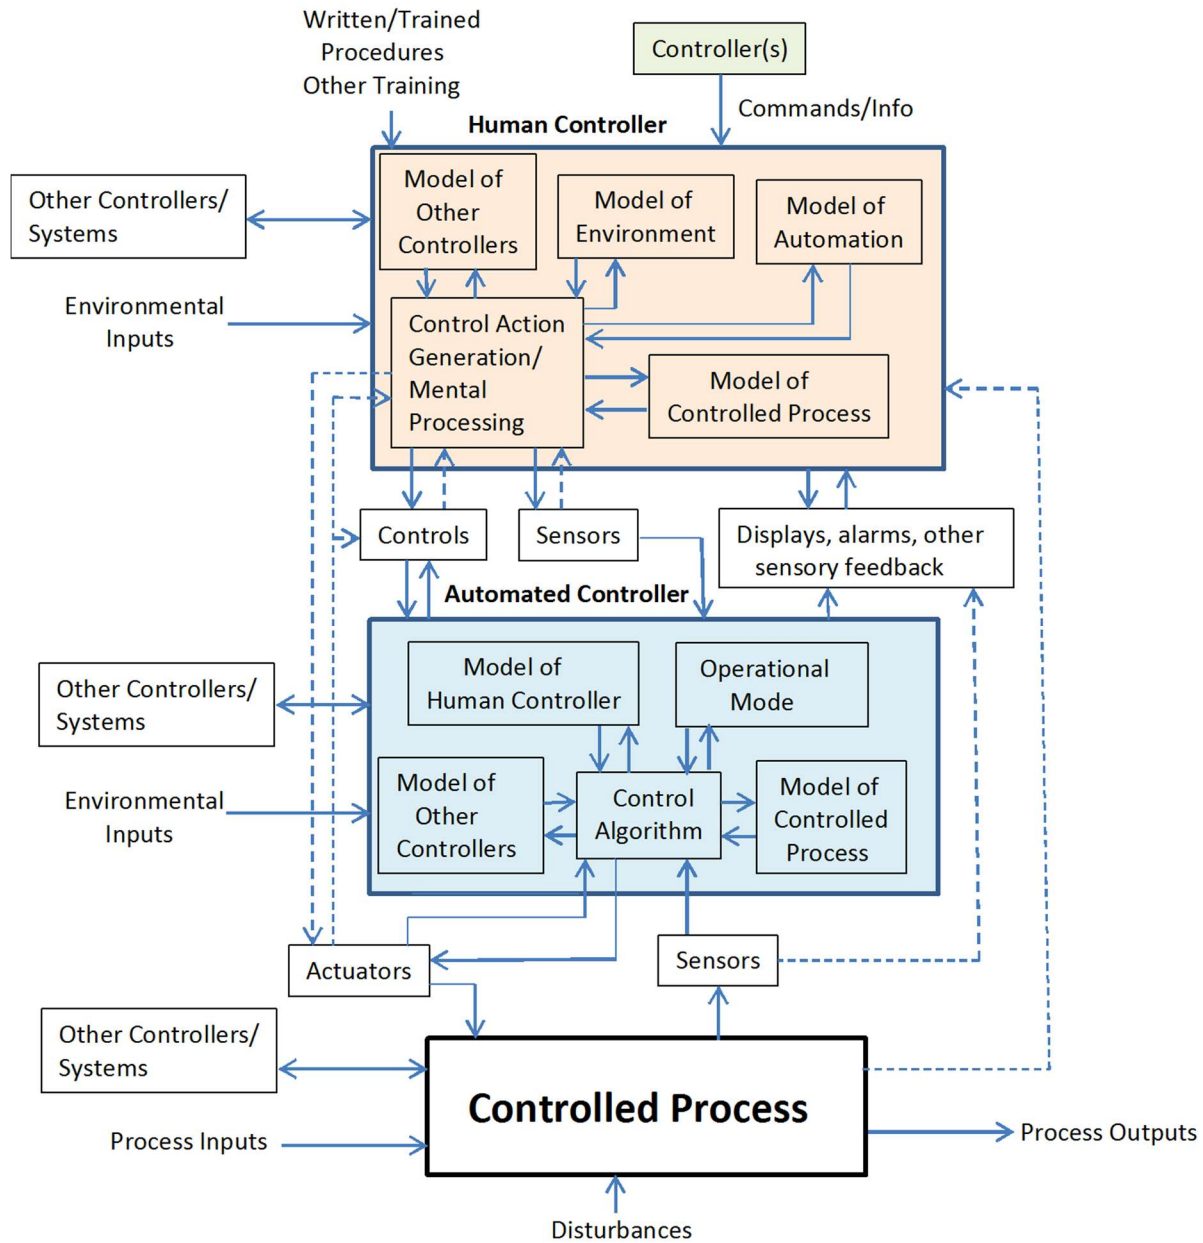 Written/Trained
Procedures
Other Training
Controller(s)
Commands/Info
Human Controller
Other Controllers/
Systems
Model of
Other
Controllers
Model of
Environment
Model of
Automation
Environmental
Inputs
Control Action
Generation/
Mental
Processing
Model of
Controlled Process
Controls
Sensors
Displays, alarms, other
sensory feedback
Automated Controller
Other Controllers/
Systems
Model of
Human Controller
Operational
Mode
Environmental
Inputs
Model of
Other
Controllers
Control
Algorithm
Model of
Controlled
Process
Actuators
Sensors
Other Controllers/
Systems
Controlled Process
Process Inputs
Process Outputs
Disturbances